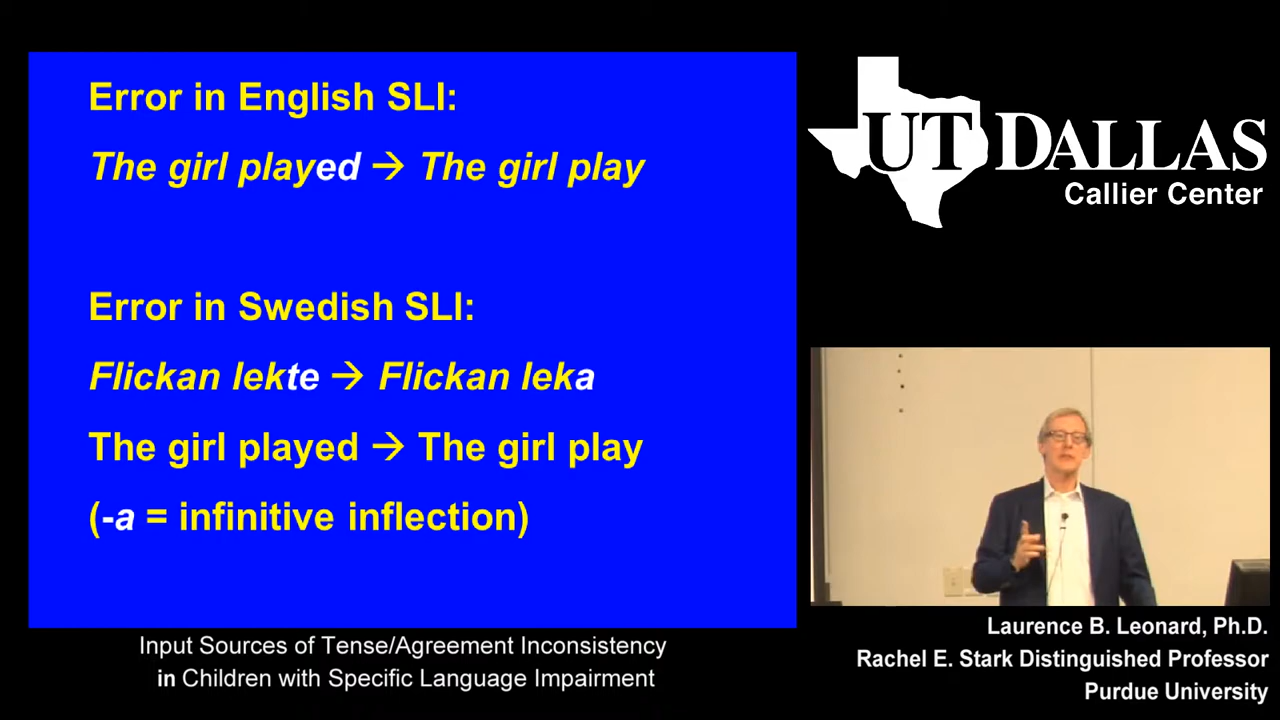 Error in English SLI:
The girl played → The girl play
Error in Swedish SLI:
Flickan lekte → Flickan leka
The girl played → The girl play
(-a = infinitive inflection)
Input Sources of Tense/Agreement Inconsistency
in Children with Specific Language Impairment
UT DALLAS
Callier Center
Laurence B. Leonard, Ph.D.
Rachel E. Stark Distinguished Professor
Purdue University